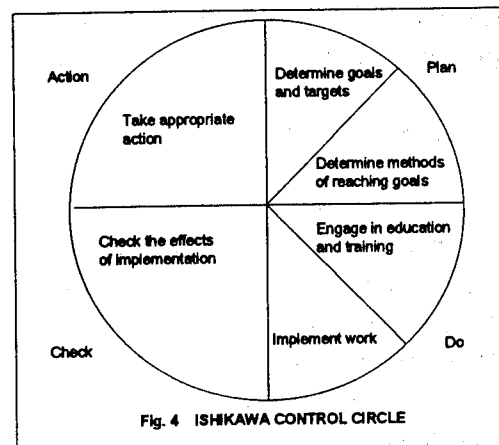 Action
Plan
Determine goals
and targets
Take appropriate
action
Determine methods
of reaching goals
Engage in education
and training
Check the effects
of implementation
Implement work
Check
Do
Fig. 4 ISHIKAWA CONTROL CIRCLE